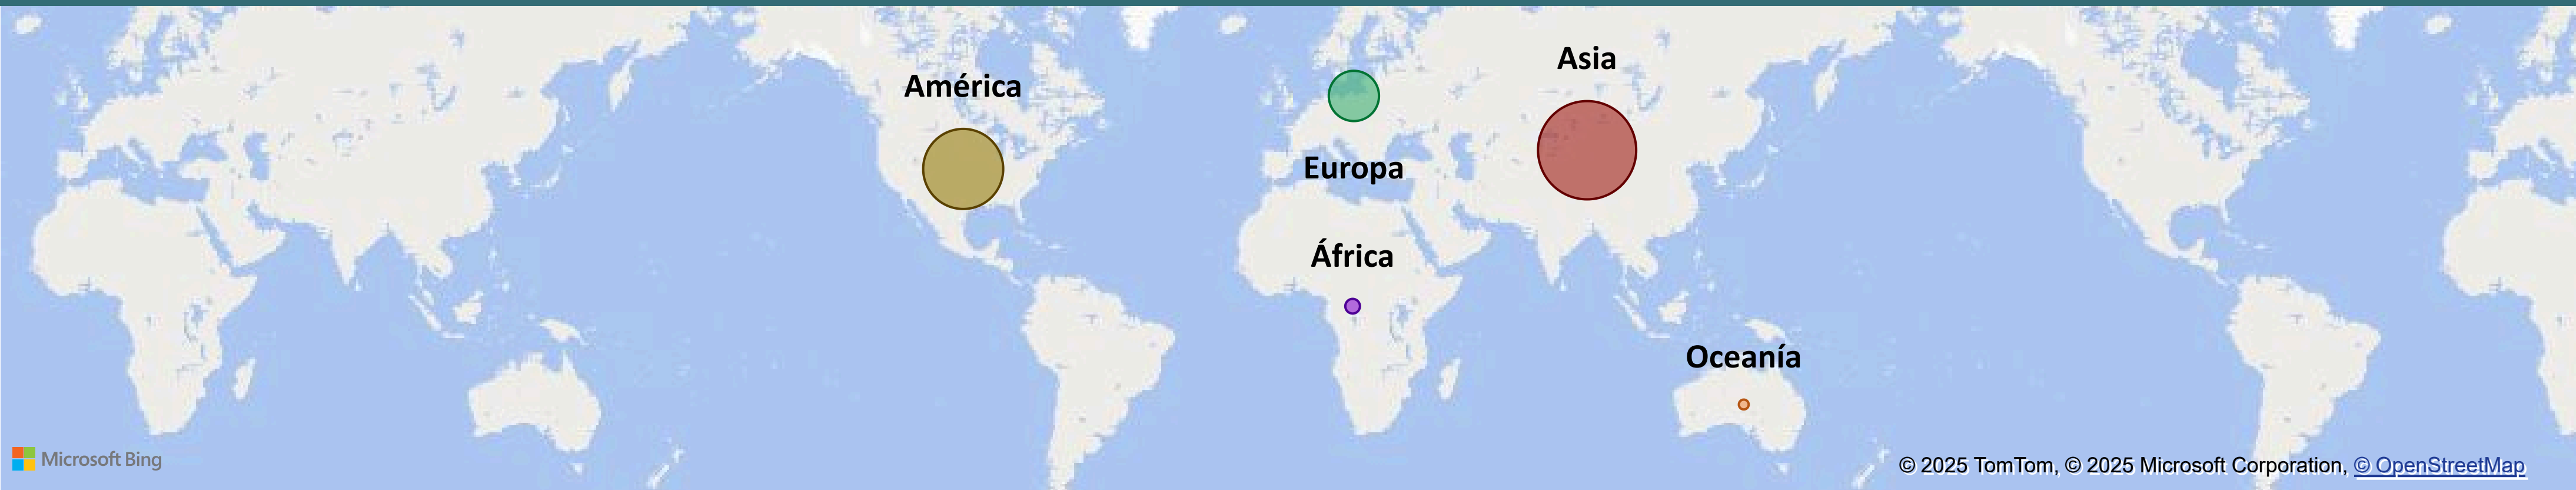 Asia
América
Europa
África
Oceanía
Microsoft Bing
© 2025 TomTom, © 2025 Microsoft Corporation, © OpenStreetMap